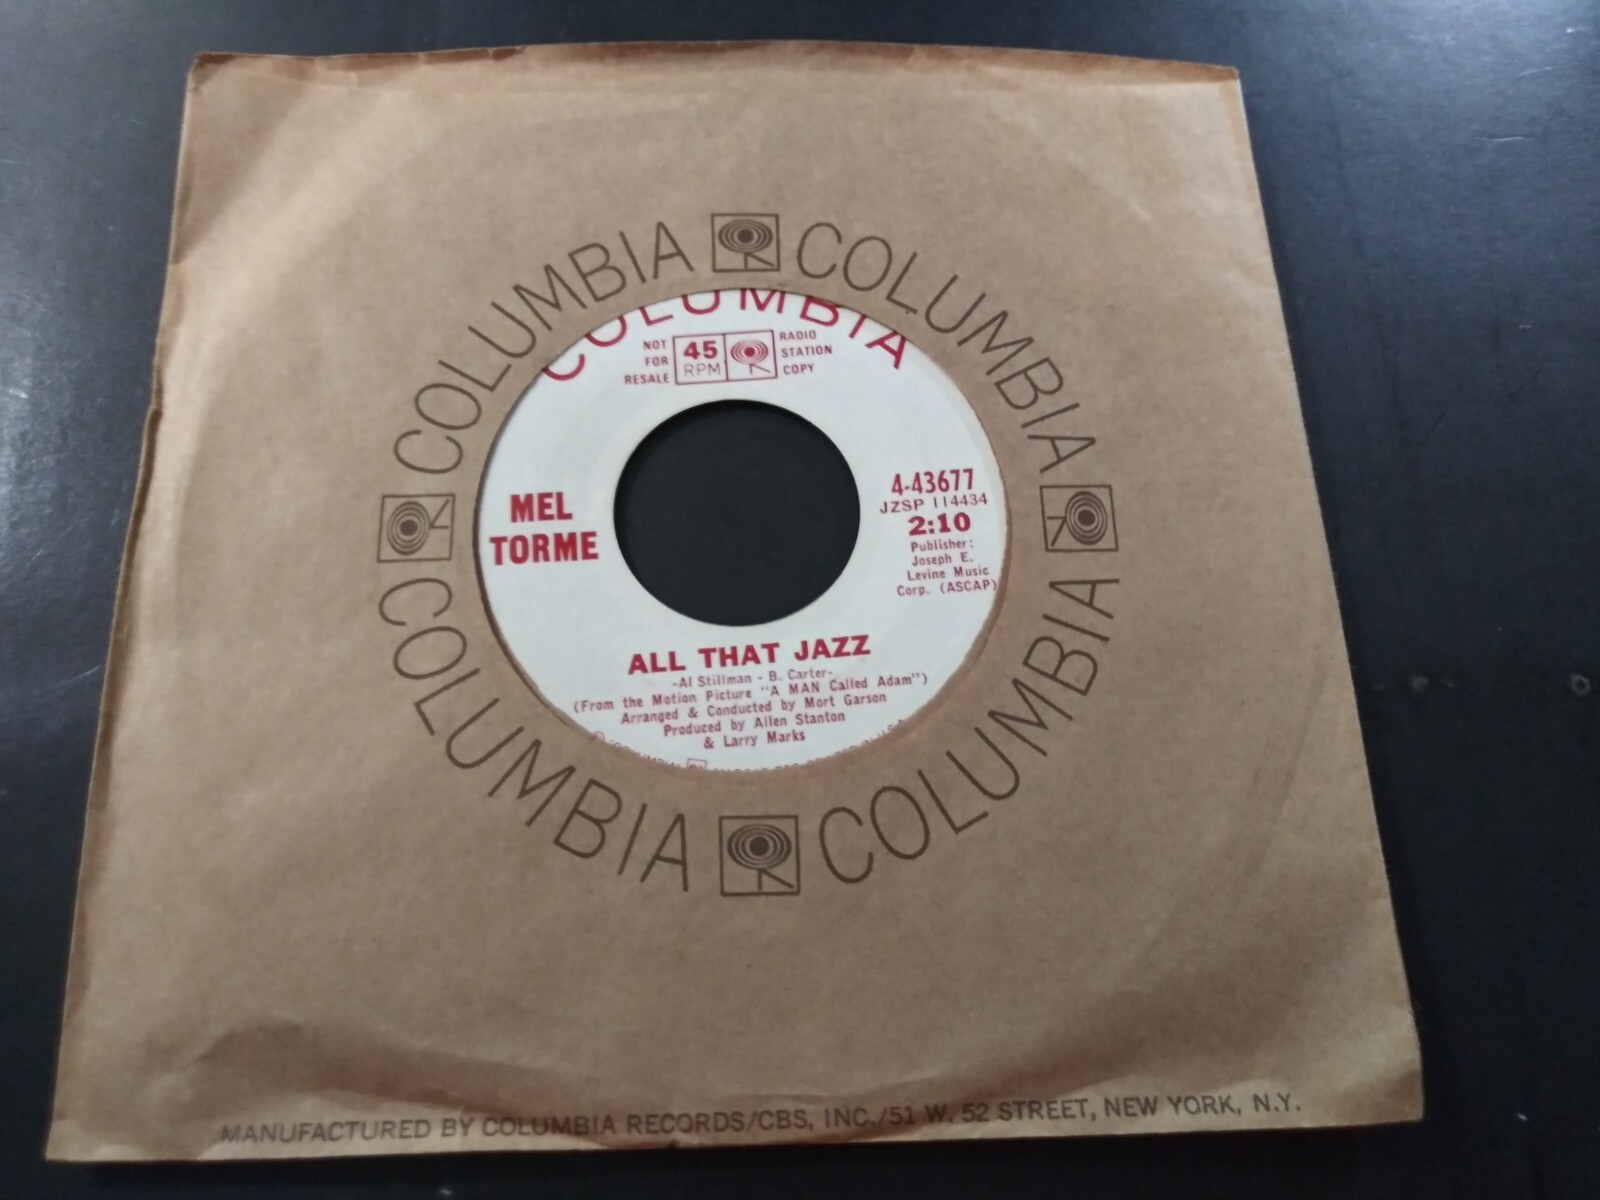 COLUMBIA COLUMBIA
COLUMBIA COLUMBIA
COLUMBIA
NOT FOR RESALE
45 RPM
RADIO STATION COPY
MEL
TORME
4-43677
JZSP 114434
2:10
Publisher:
Joseph E.
Levine Music
Corp. (ASCAP)
ALL THAT JAZZ
-Al Stillman - B. Carter-
(From the Motion Picture "A MAN Called Adam")
Arranged & Conducted by Mort Garson
Produced by Allen Stanton
& Larry Marks
MANUFACTURED BY COLUMBIA RECORDS/CBS, INC./51 W. 52 STREET, NEW YORK, N.Y.